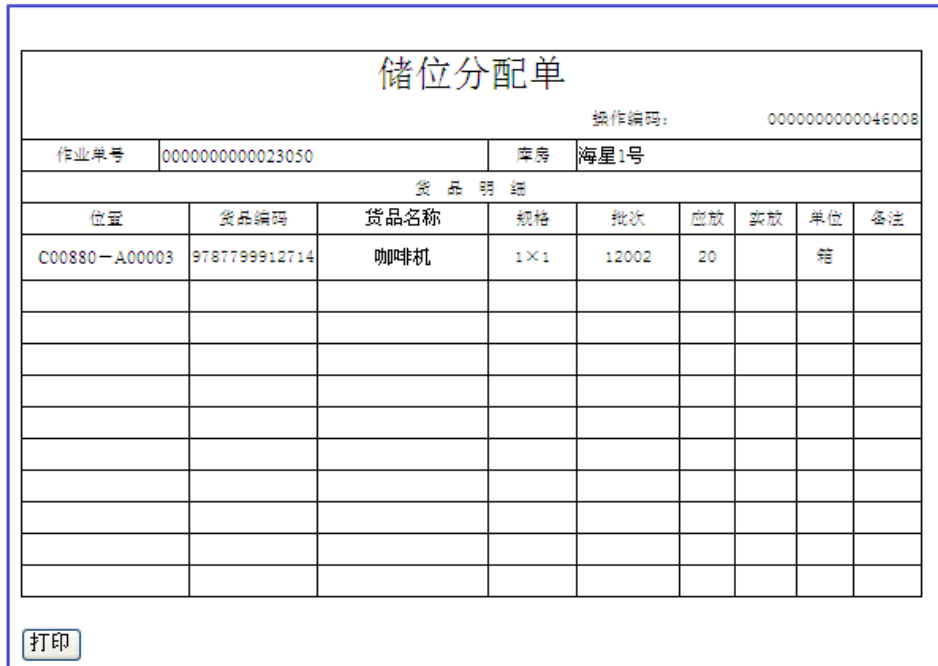 储位分配单
操作编码： 0000000000046008
作业单号 0000000000023050 库房 海星1号
货 品 明 细
位置 货品编码 货品名称 规格 批次 应放 实放 单位 备注
C00880－A00003 9787799912714 咖啡机 1×1 12002 20 箱
打印